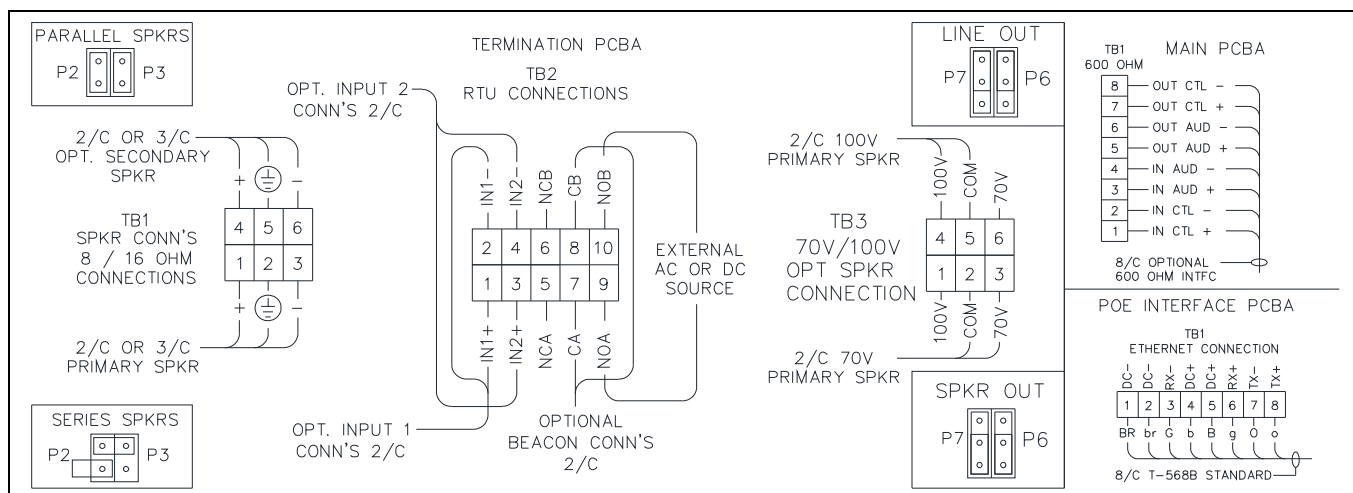 PARALLEL SPKRS
P2 P3
2/C OR 3/C
OPT. SECONDARY
SPKR
+ -
TB1
SPKR CONN'S
8 / 16 OHM
CONNECTIONS
4 5 6
1 2 3
+ -
2/C OR 3/C
PRIMARY SPKR
SERIES SPKRS
P2 P3
TERMINATION PCBA
TB2
RTU CONNECTIONS
OPT. INPUT 2
CONN'S 2/C
IN1- IN2- NCB CB NOB
2 4 6 8 10
1 3 5 7 9
IN1+ IN2+ NCA CA NOA
EXTERNAL
AC OR DC
SOURCE
OPT. INPUT 1
CONN'S 2/C
OPTIONAL
BEACON CONN'S
2/C
LINE OUT
P7 P6
2/C 100V
PRIMARY SPKR
100V COM 70V
TB3
70V/100V
OPT SPKR
CONNECTION
4 5 6
1 2 3
100V COM 70V
2/C 70V
PRIMARY SPKR
SPKR OUT
P7 P6
TB1
600 OHM
MAIN PCBA
8 OUT CTL -
7 OUT CTL +
6 OUT AUD -
5 OUT AUD +
4 IN AUD -
3 IN AUD +
2 IN CTL -
1 IN CTL +
8/C OPTIONAL
600 OHM INTFC
POE INTERFACE PCBA
TB1
ETHERNET CONNECTION
DC- DC- RX- DC+ DC+ RX+ TX- TX+
1 2 3 4 5 6 7 8
BR br G b B g O o
8/C T-568B STANDARD